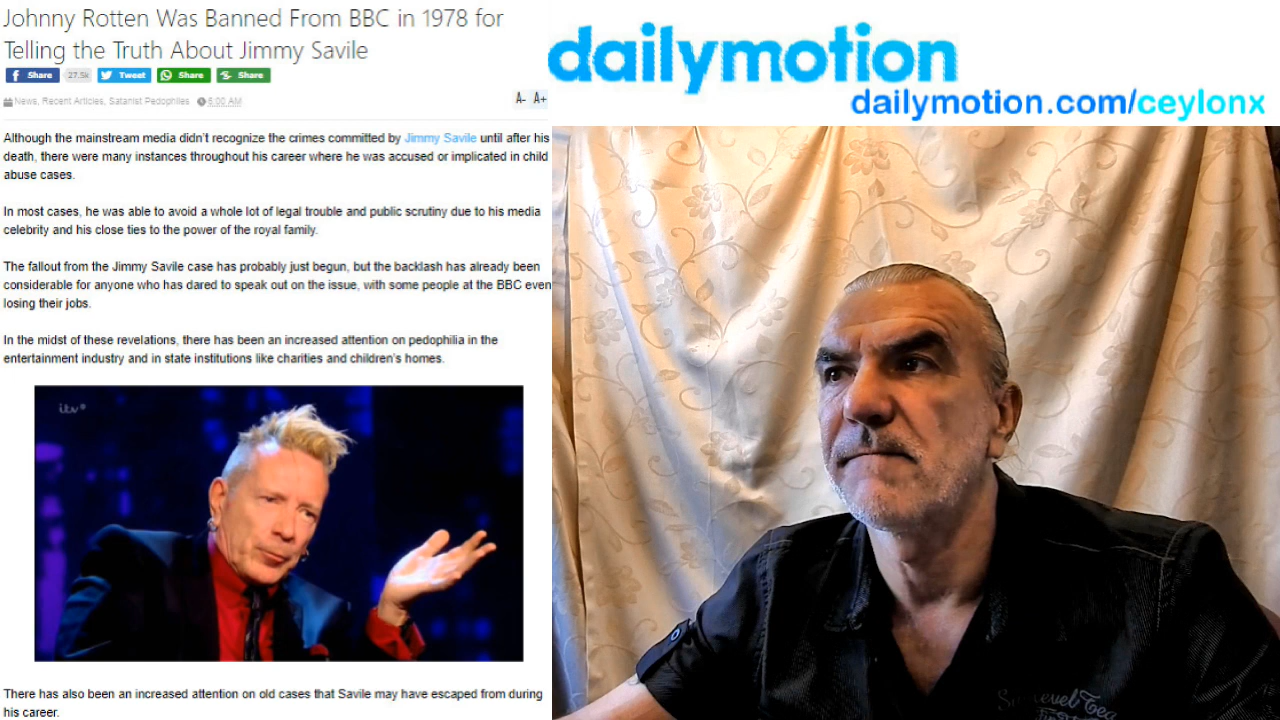 Johnny Rotten Was Banned From BBC in 1978 for
Telling the Truth About Jimmy Savile
Share
27.5k
Tweet
Share
Share
News, Recent Articles, Satanist Pedophiles 5:00 AM
A- A+
Although the mainstream media didn't recognize the crimes committed by Jimmy Savile until after his
death, there were many instances throughout his career where he was accused or implicated in child
abuse cases.
In most cases, he was able to avoid a whole lot of legal trouble and public scrutiny due to his media
celebrity and his close ties to the power of the royal family.
The fallout from the Jimmy Savile case has probably just begun, but the backlash has already been
considerable for anyone who has dared to speak out on the issue, with some people at the BBC even
losing their jobs.
In the midst of these revelations, there has been an increased attention on pedophilia in the
entertainment industry and in state institutions like charities and children's homes.
itv
There has also been an increased attention on old cases that Savile may have escaped from during
his career.
dailymotion
dailymotion.com/ceylonx